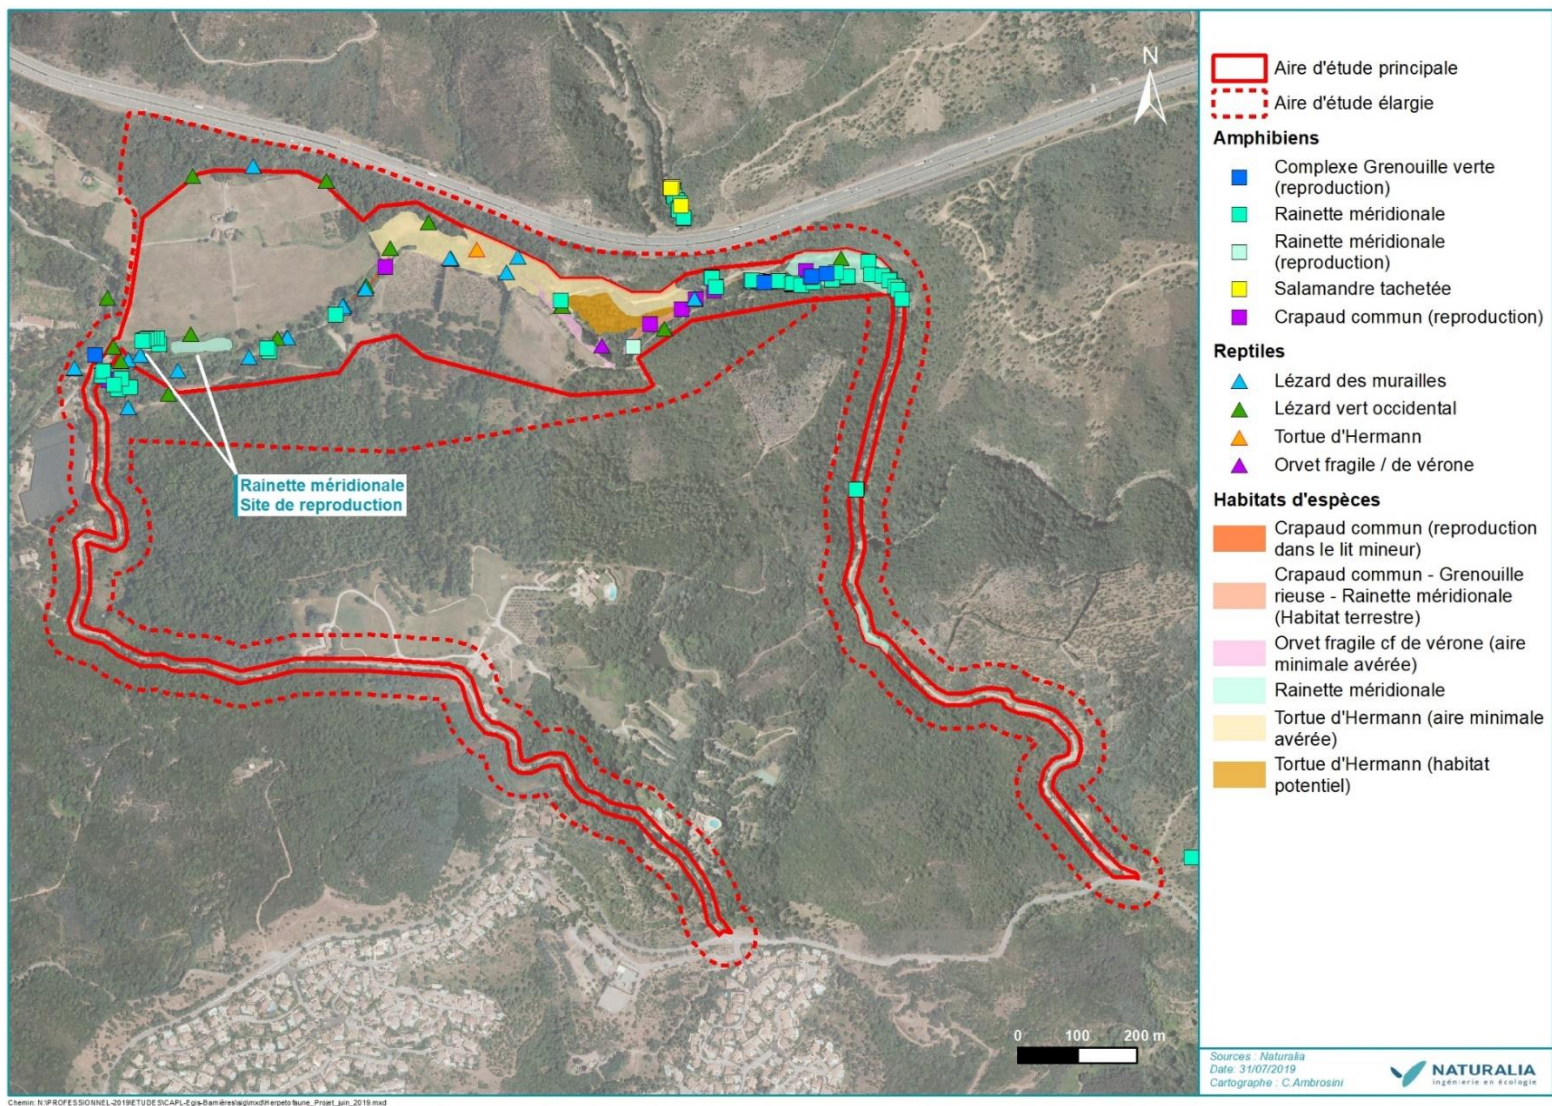 N
Rainette méridionale
Site de reproduction
0 100 200 m
Aire d'étude principale
Aire d'étude élargie
Amphibiens
Complexe Grenouille verte
(reproduction)
Rainette méridionale
Rainette méridionale
(reproduction)
Salamandre tachetée
Crapaud commun (reproduction)
Reptiles
Lézard des murailles
Lézard vert occidental
Tortue d'Hermann
Orvet fragile / de vérone
Habitats d'espèces
Crapaud commun (reproduction
dans le lit mineur)
Crapaud commun - Grenouille
rieuse - Rainette méridionale
(Habitat terrestre)
Orvet fragile cf de vérone (aire
minimale avérée)
Rainette méridionale
Tortue d'Hermann (aire minimale
avérée)
Tortue d'Hermann (habitat
potentiel)
Sources : Naturalia
Date: 31/07/2019
Cartographe : C.Ambrosini
NATURALIA
ingénierie en écologie